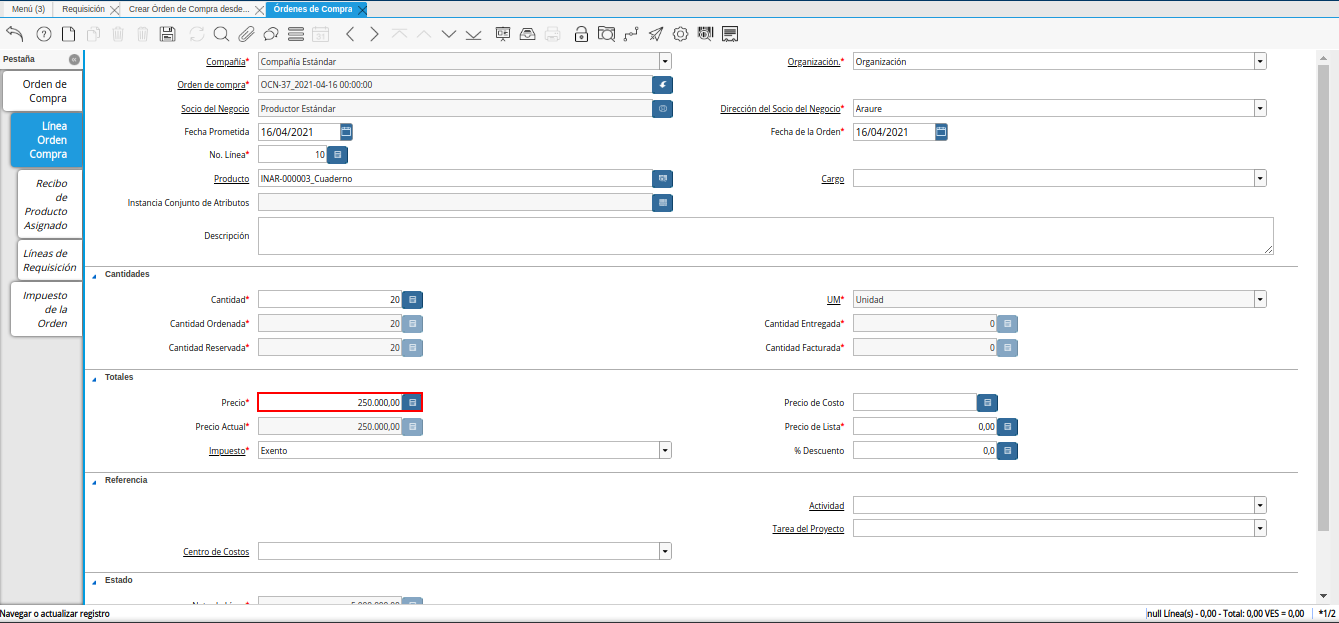 Menú (3) Requisición Crear Orden de Compra desde... Órdenes de Compra
Pestaña
Orden de
Compra
Línea
Orden
Compra
Recibo
de
Producto
Asignado
Líneas de
Requisición
Impuesto
de la
Orden
Compañía* Compañía Estándar Organización.* Organización
Orden de compra* OCN-37_2021-04-16 00:00:00
Socio del Negocio Productor Estándar Dirección del Socio del Negocio* Araure
Fecha Prometida 16/04/2021 Fecha de la Orden* 16/04/2021
No. Línea* 10
Producto INAR-000003_Cuaderno Cargo
Instancia Conjunto de Atributos
Descripción
Cantidades
Cantidad* 20 UM* Unidad
Cantidad Ordenada* 20 Cantidad Entregada* 0
Cantidad Reservada* 20 Cantidad Facturada* 0
Totales
Precio* 250.000,00 Precio de Costo
Precio Actual* 250.000,00 Precio de Lista* 0,00
Impuesto* Exento % Descuento 0,0
Referencia
Actividad
Tarea del Proyecto
Centro de Costos
Estado
Navegar o actualizar registro null Línea(s) - 0,00 - Total: 0,00 VES = 0,00 *1/2